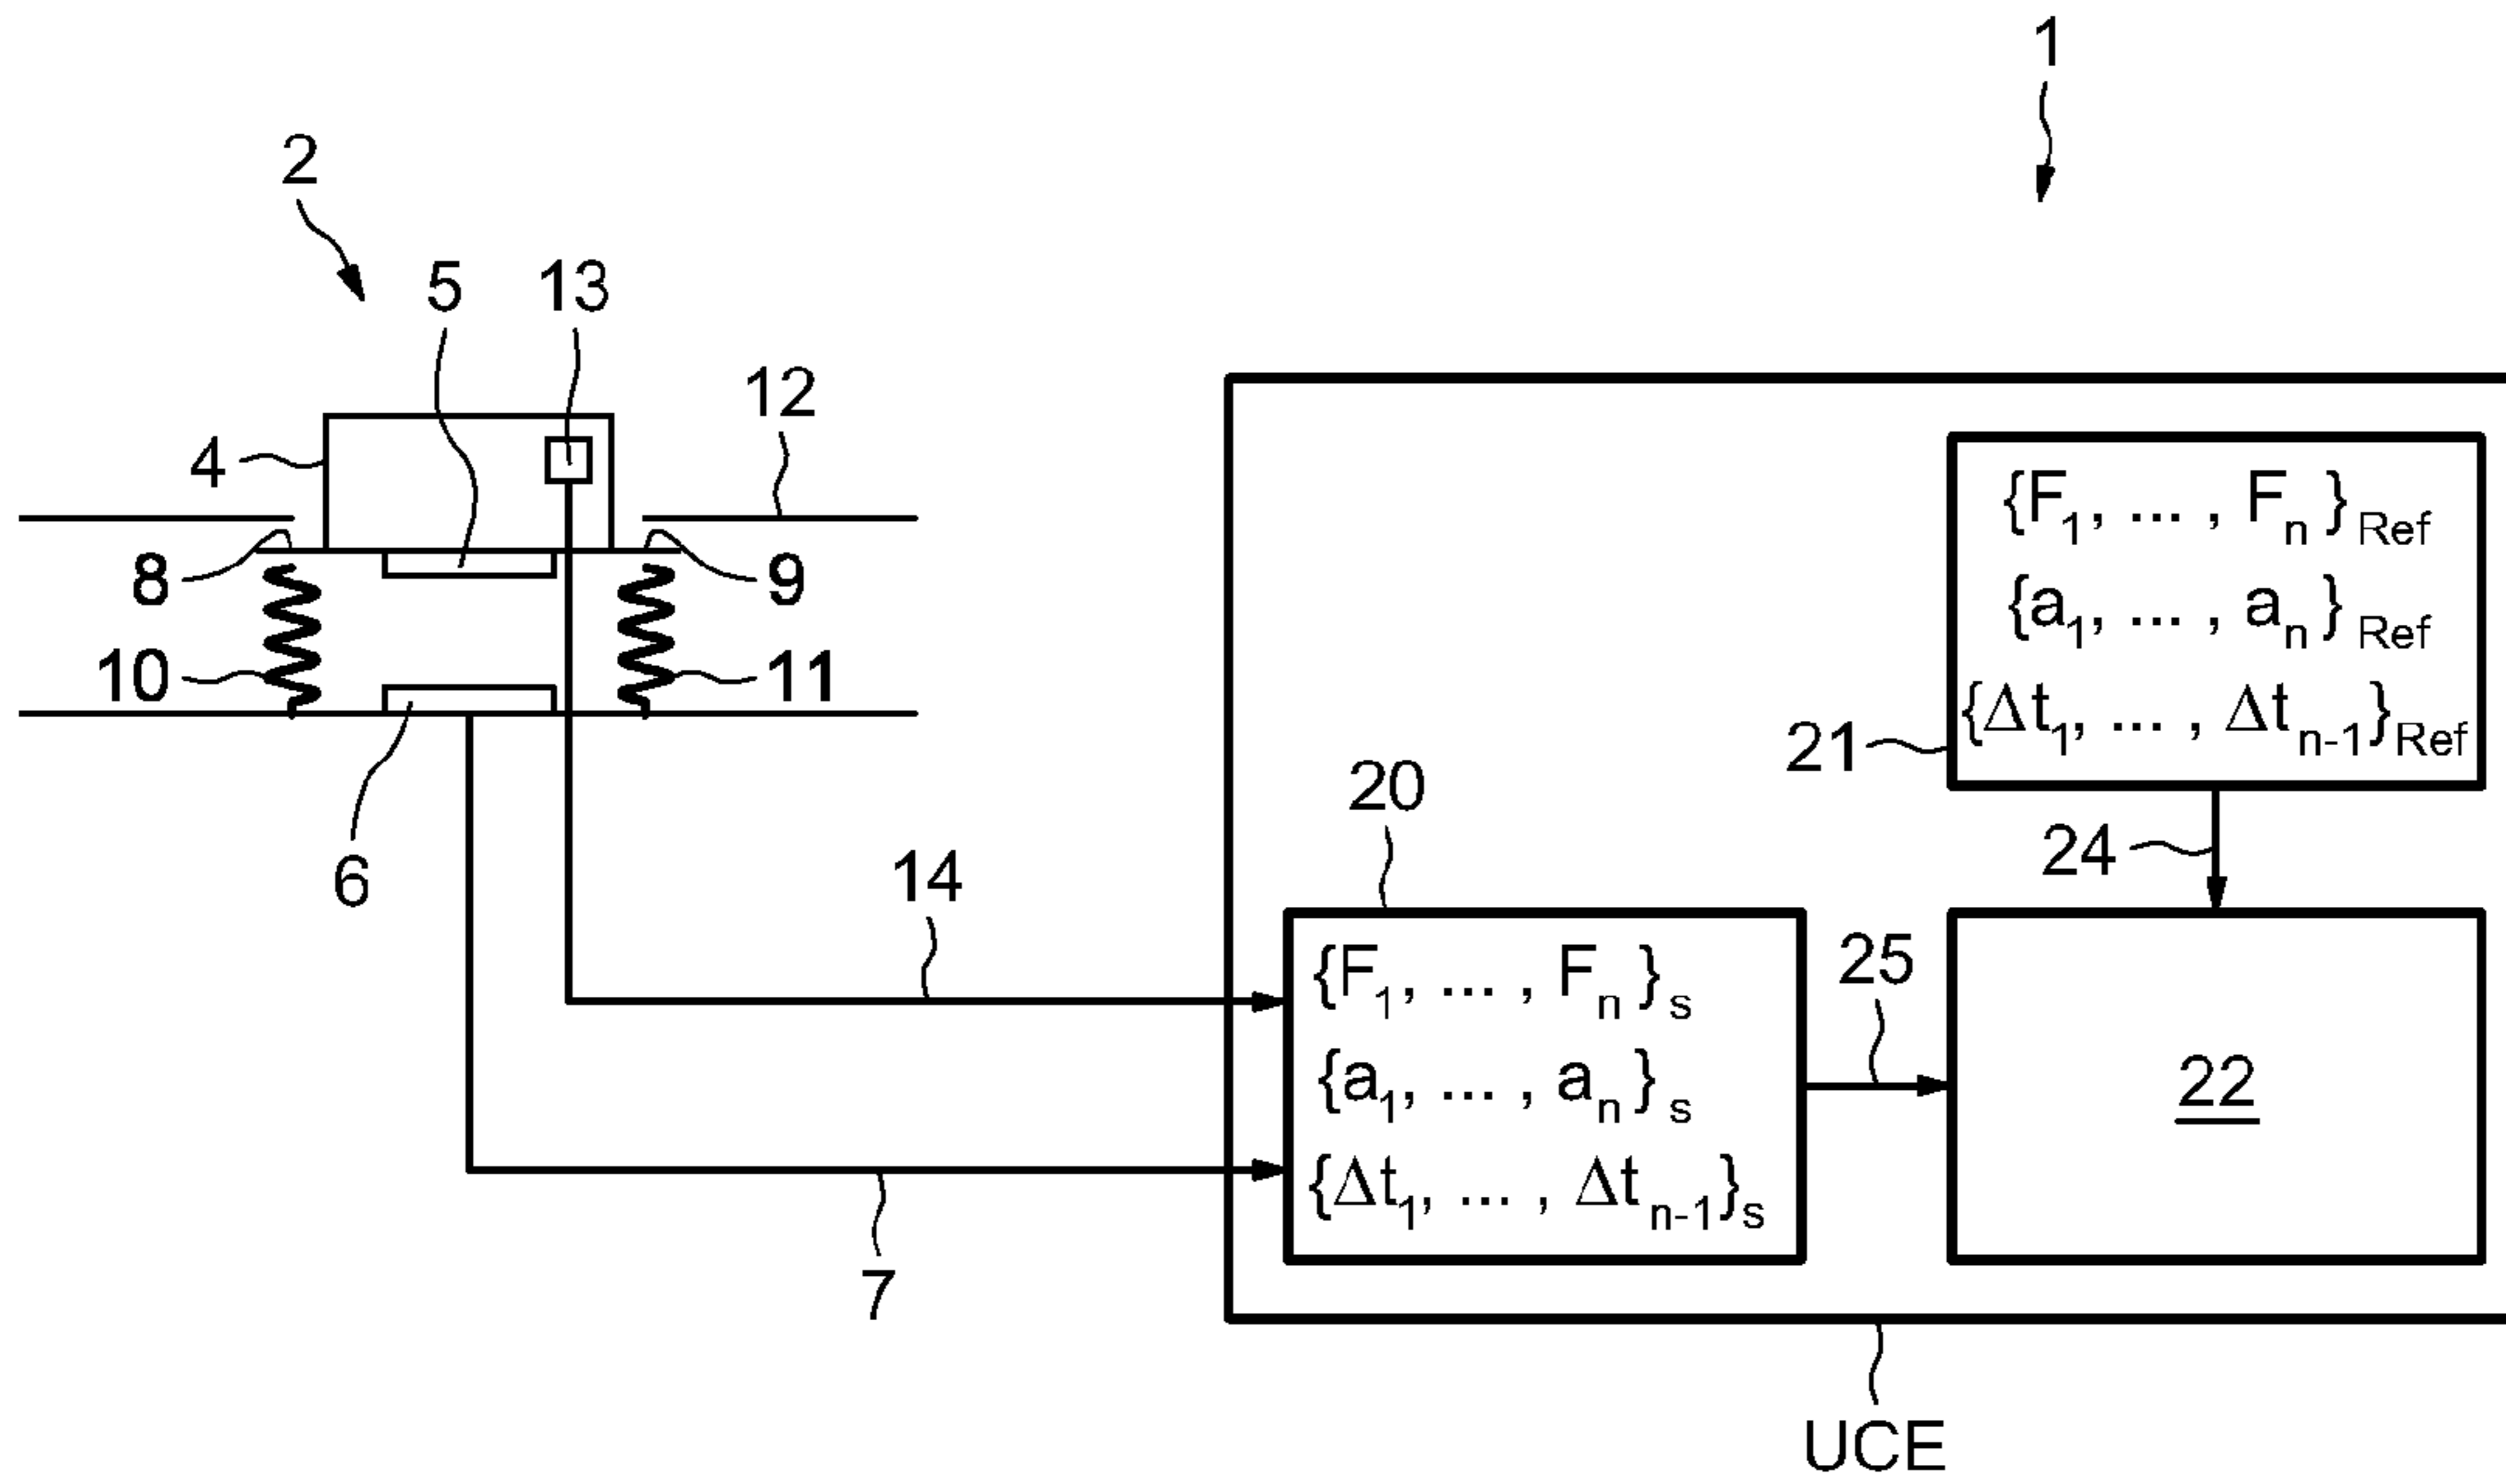 1
2
5
13
12
4
{F1, ... , Fn}Ref
8
9
{a1, ... , an}Ref
10
11
{Δt1, ... , Δtn-1}Ref
21
20
24
6
14
25
{F1, ... , Fn}s
{a1, ... , an}s
22
{Δt1, ... , Δtn-1}s
7
UCE